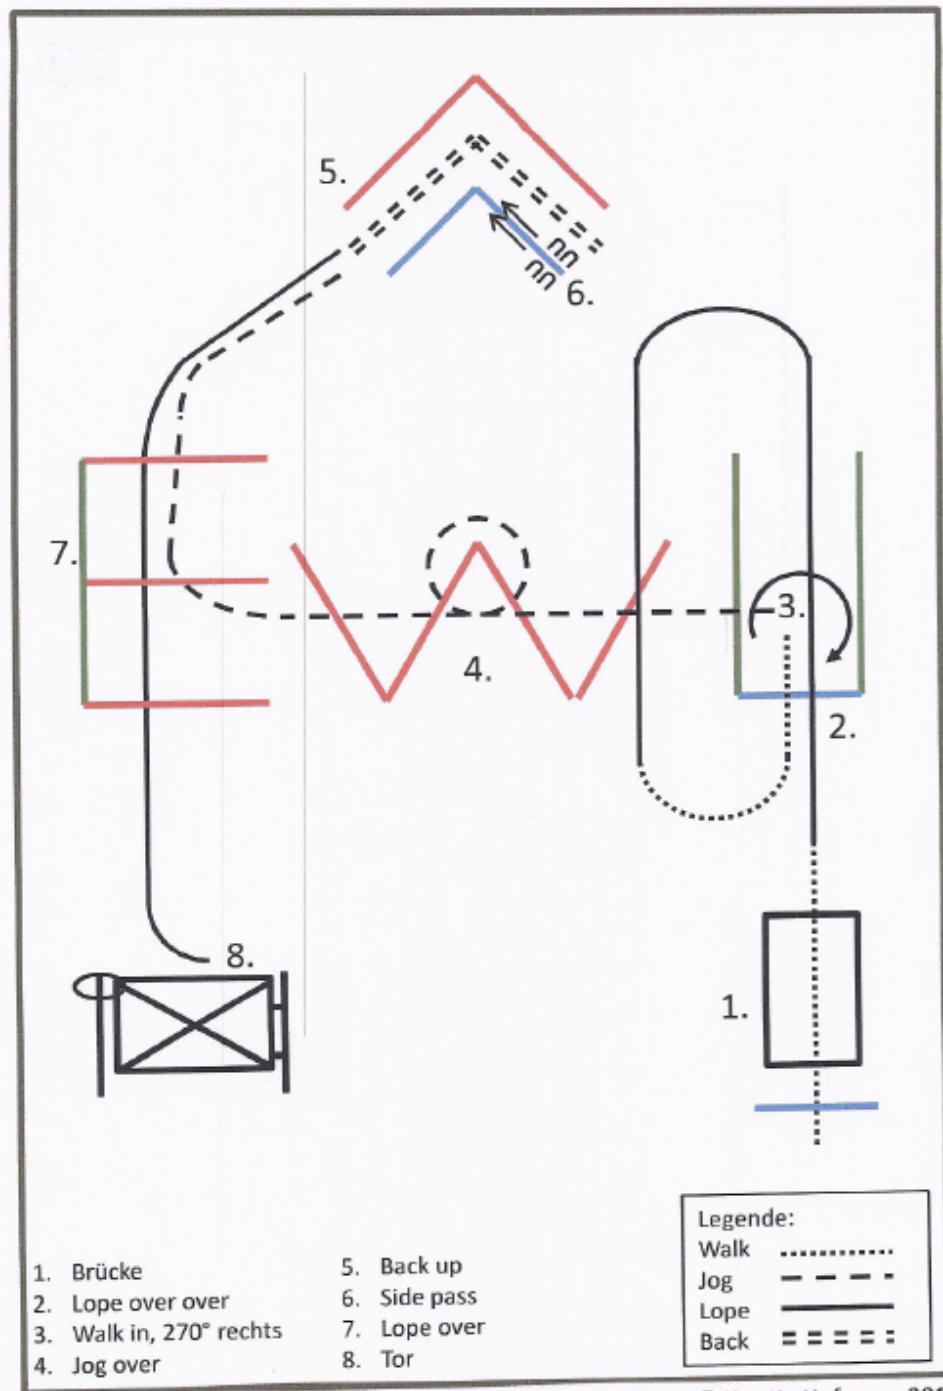 5.
6.
7.
3.
4.
2.
8.
1.
Legende:
Walk
Jog
Lope
Back
1. Brücke
2. Lope over over
3. Walk in, 270° rechts
4. Jog over
5. Back up
6. Side pass
7. Lope over
8. Tor